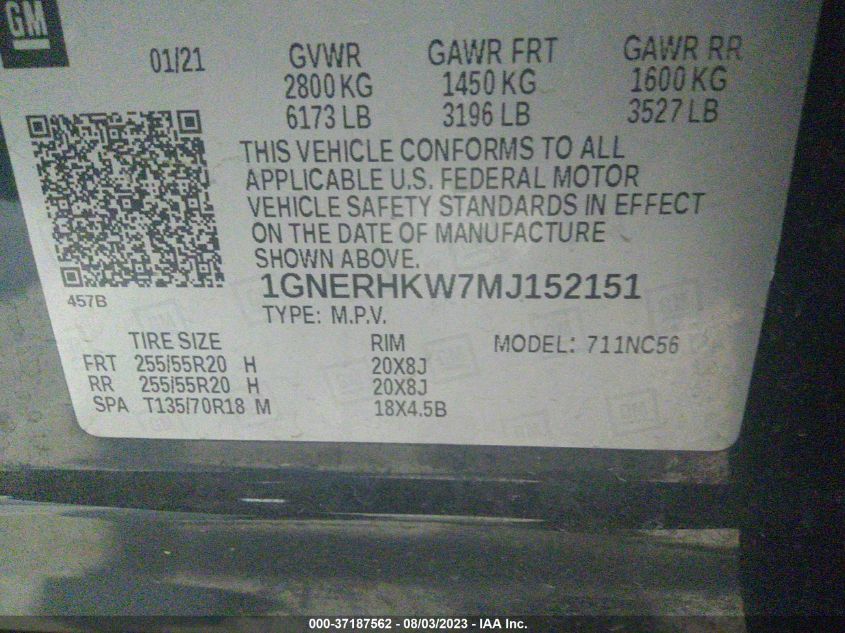 GM
01/21
GVWR GAWR FRT GAWR RR
2800 KG 1450 KG 1600 KG
6173 LB 3196 LB 3527 LB
THIS VEHICLE CONFORMS TO ALL
APPLICABLE U.S. FEDERAL MOTOR
VEHICLE SAFETY STANDARDS IN EFFECT
ON THE DATE OF MANUFACTURE
SHOWN ABOVE.
1GNERHKW7MJ152151
457B
TYPE: M.P.V.
TIRE SIZE RIM MODEL: 711NC56
FRT 255/55R20 H 20X8J
RR 255/55R20 H 20X8J
SPA T135/70R18 M 18X4.5B
000-37187562 - 08/03/2023 - IAA Inc.